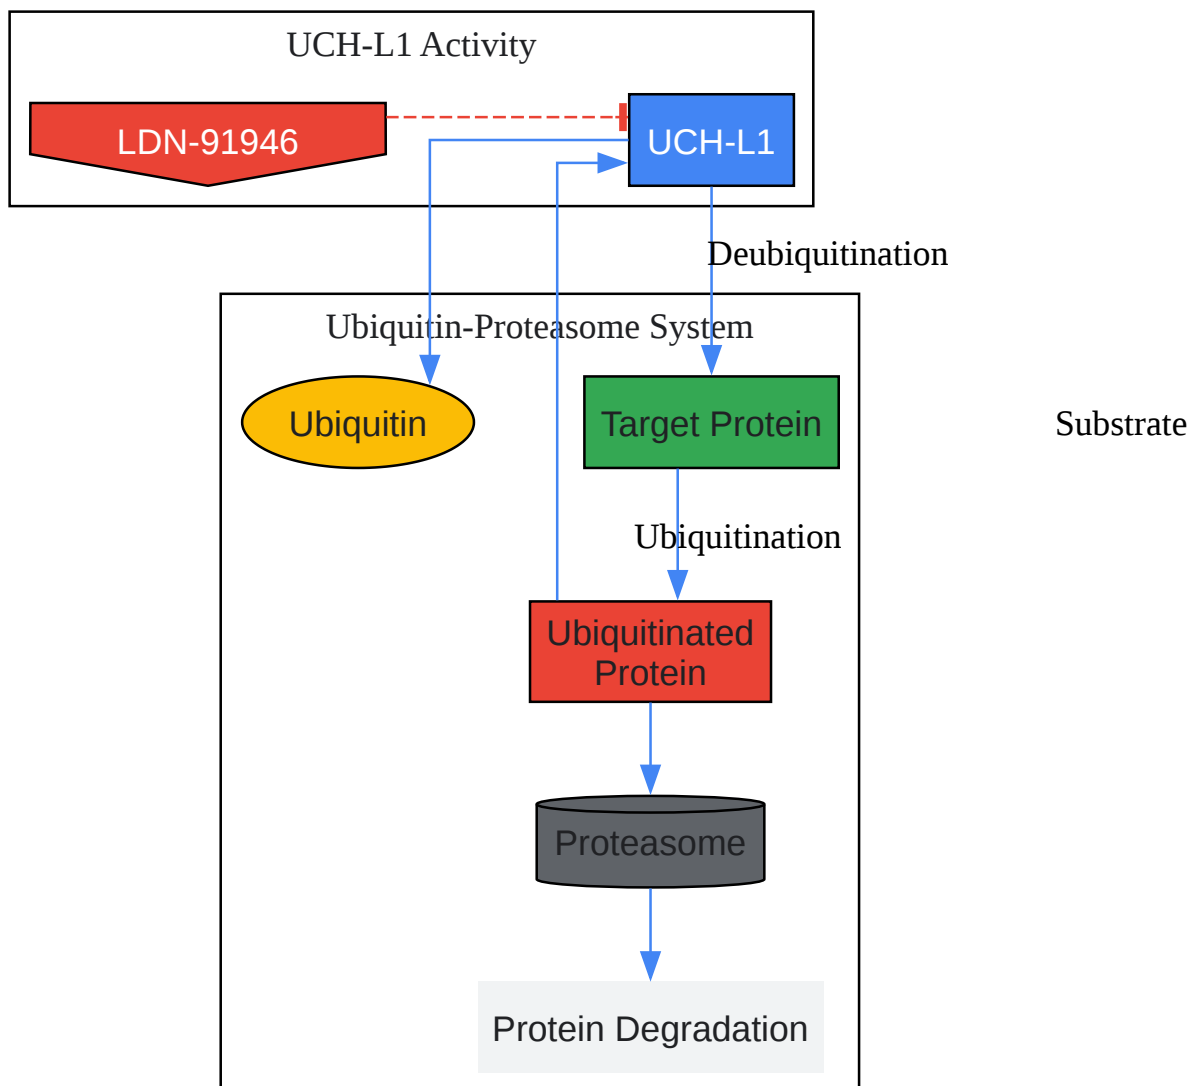 UCH-L1 Activity
LDN-91946
UCH-L1
Deubiquitination
Ubiquitin-Proteasome System
Ubiquitin
Target Protein
Substrate
Ubiquitination
Ubiquitinated
Protein
Proteasome
Protein Degradation